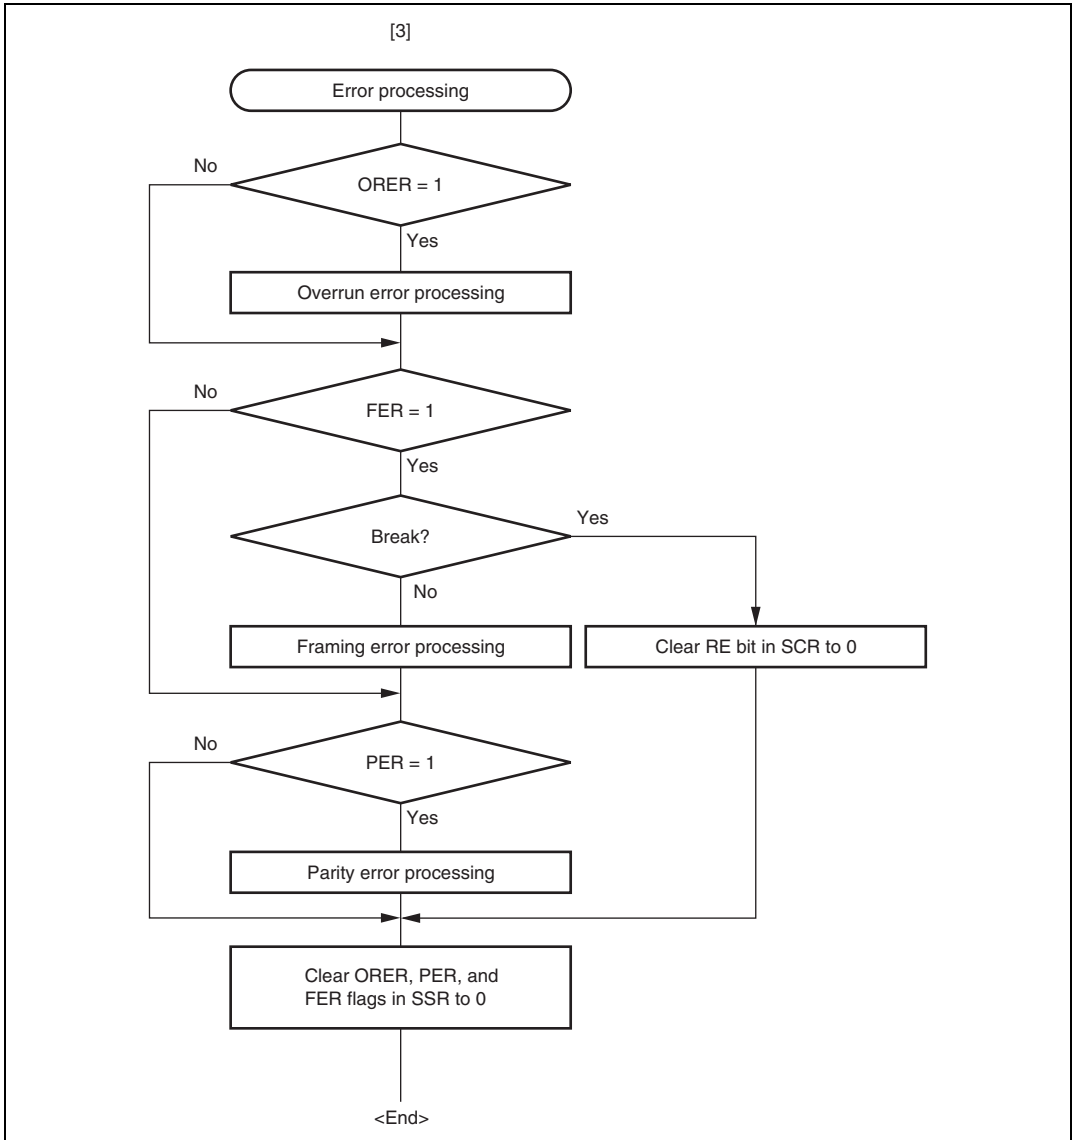 [3]
Error processing
No
ORER = 1
Yes
Overrun error processing
No
FER = 1
Yes
Break?
Yes
No
Framing error processing
Clear RE bit in SCR to 0
No
PER = 1
Yes
Parity error processing
Clear ORER, PER, and
FER flags in SSR to 0
<End>